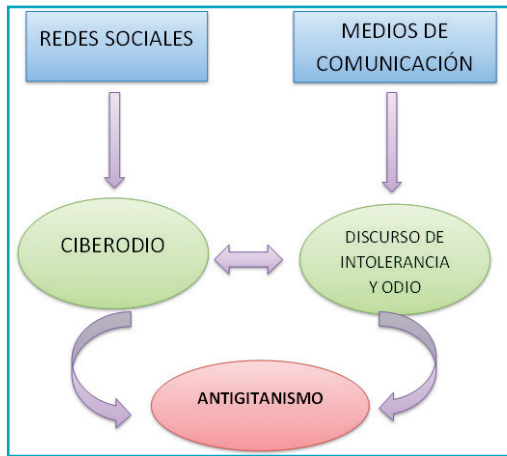 REDES SOCIALES
MEDIOS DE
COMUNICACIÓN
CIBERODIO
DISCURSO DE
INTOLERANCIA
Y ODIO
ANTIGITANISMO